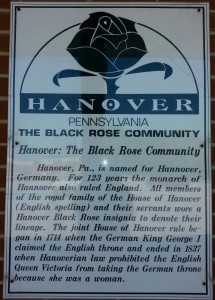 HANOVER
PENNSYLVANIA
THE BLACK ROSE COMMUNITY
Hanover: The Black Rose Community
Hanover, Pa., is named for Hannover,
Germany. For 123 years the monarch of
Hannover also ruled England. All members
of the royal family of the House of Hanover
(English spelling) and their servants wore a
Hanover Black Rose insignia to denote their
lineage. The joint House of Hanover rule be-
gan in 1714 when the German King George I
claimed the English throne and ended in 1837
when Hanoverian law prohibited the English
Queen Victoria from taking the German throne
because she was a woman.